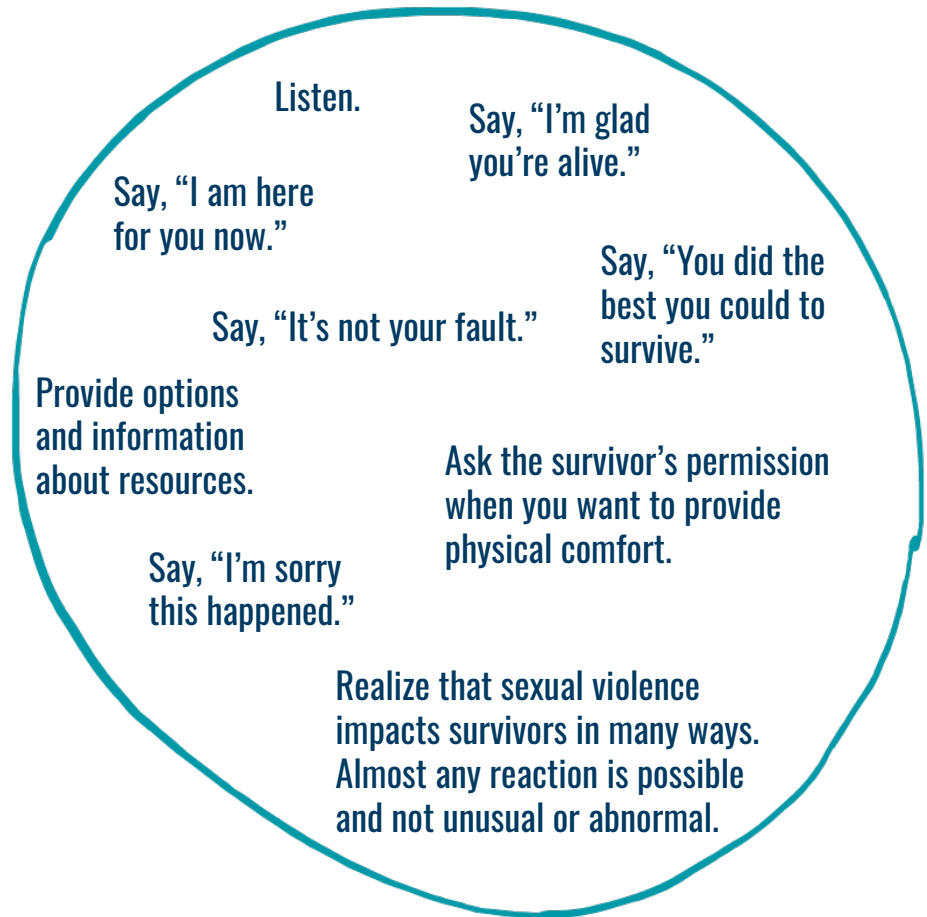 Listen.
Say, “I’m glad
you’re alive.”
Say, “I am here
for you now.”
Say, “You did the
best you could to
survive.”
Say, “It’s not your fault.”
Provide options
and information
about resources.
Ask the survivor’s permission
when you want to provide
physical comfort.
Say, “I’m sorry
this happened.”
Realize that sexual violence
impacts survivors in many ways.
Almost any reaction is possible
and not unusual or abnormal.